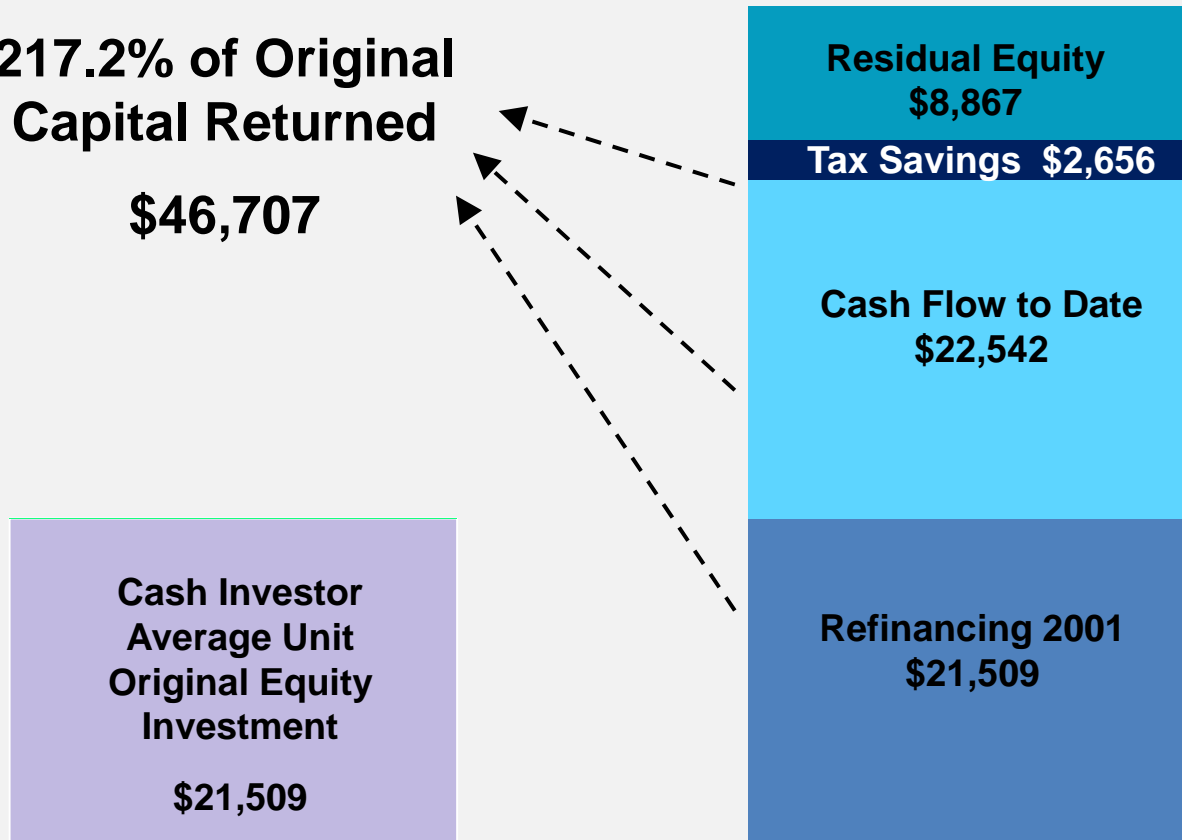 217.2% of Original
Capital Returned
$46,707
Residual Equity
$8,867
Tax Savings $2,656
Cash Flow to Date
$22,542
Refinancing 2001
$21,509
Cash Investor
Average Unit
Original Equity
Investment
$21,509